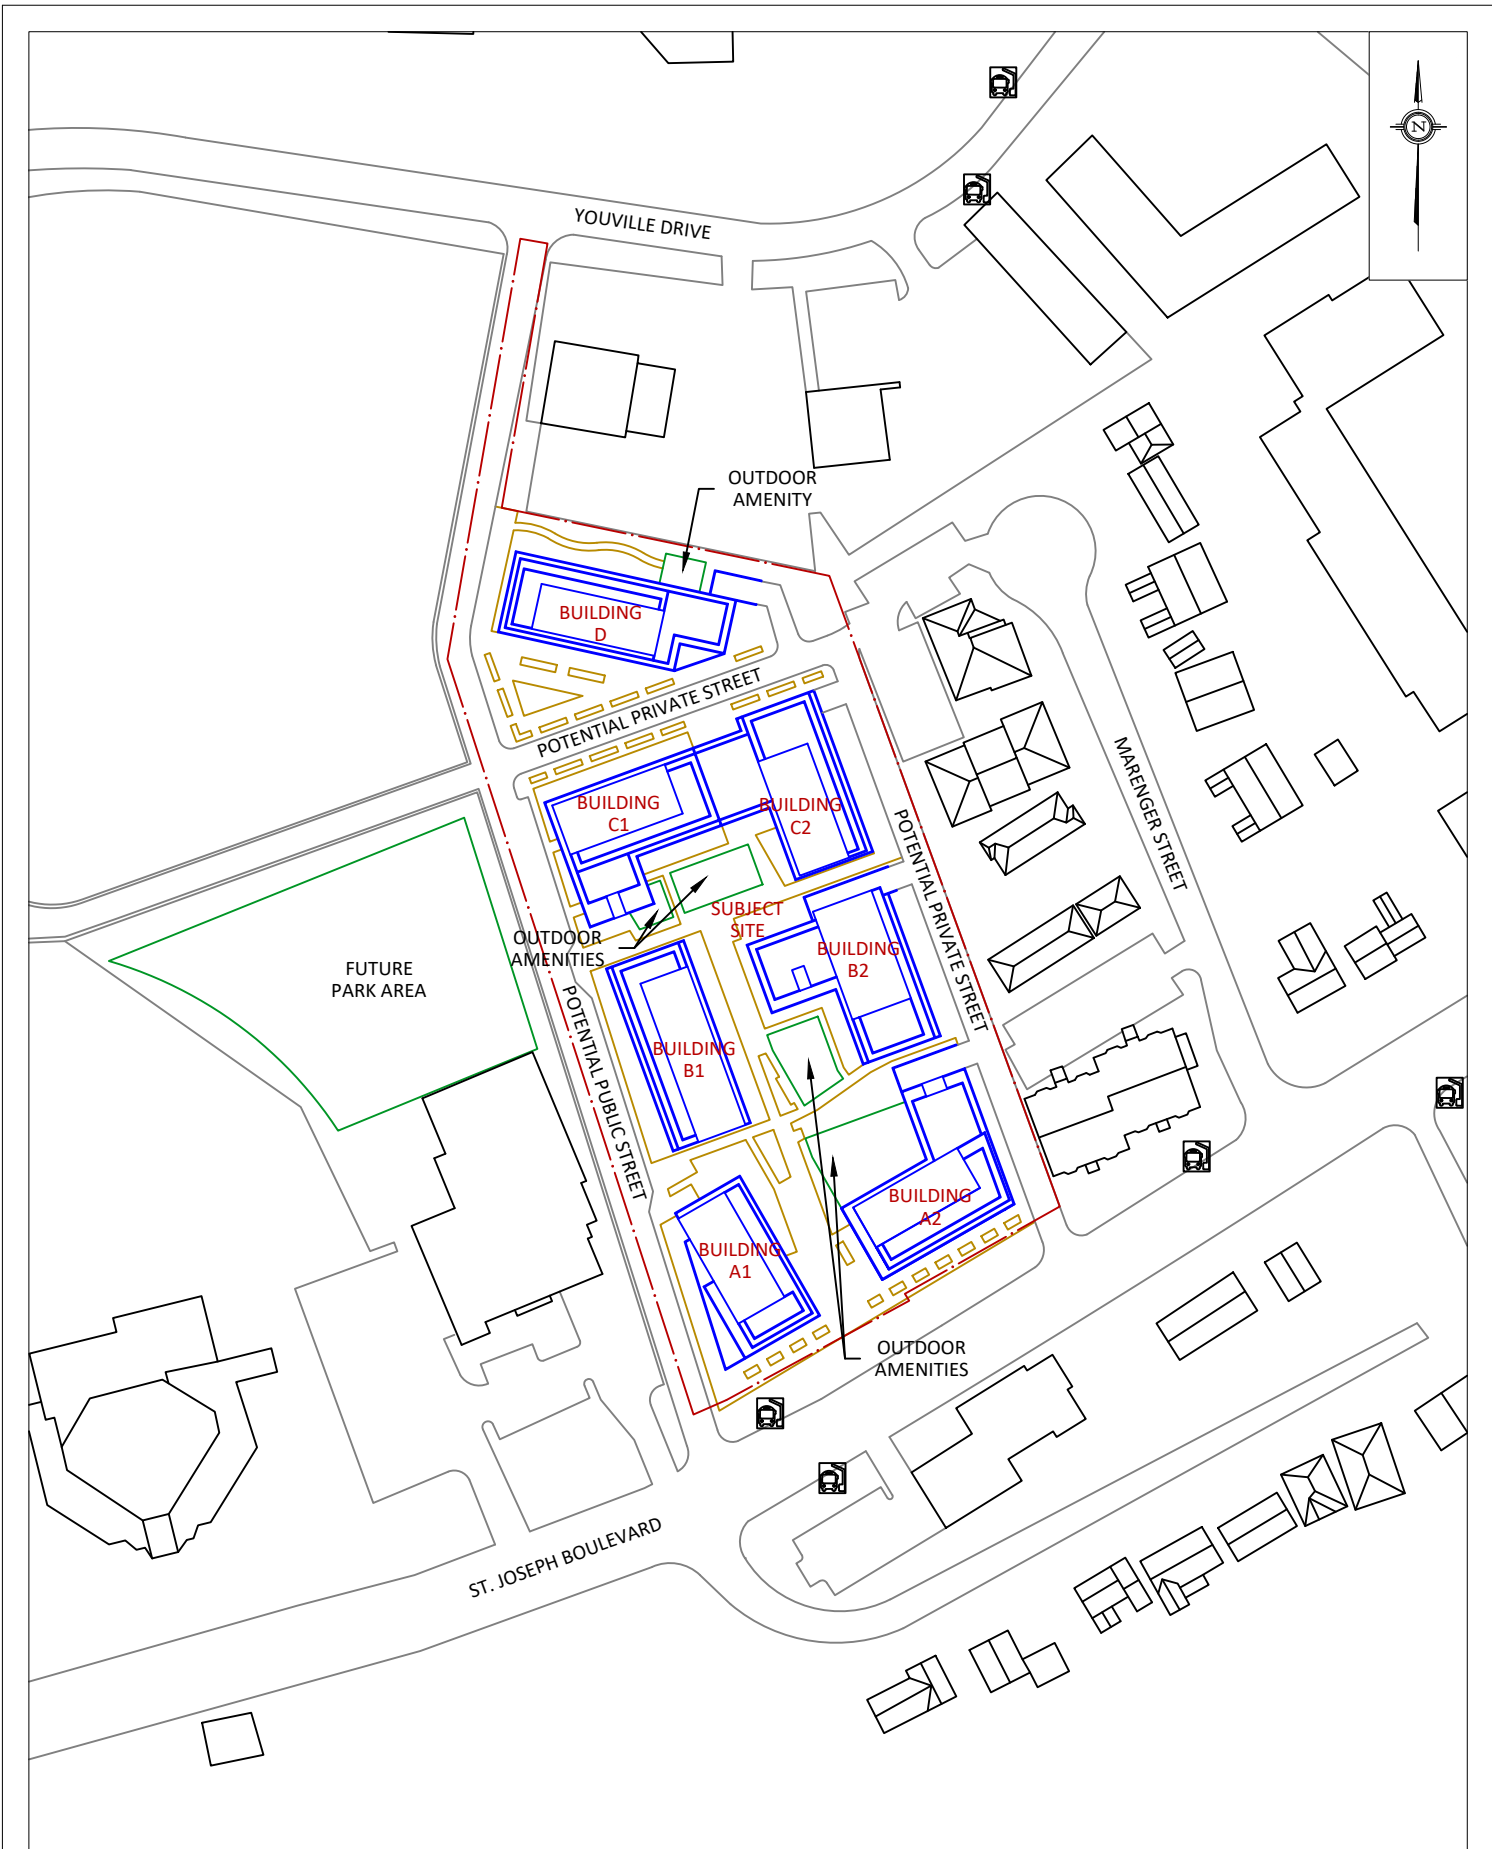 N
YOUVILLE DRIVE
OUTDOOR
AMENITY
BUILDING
D
POTENTIAL PRIVATE STREET
MARENGER STREET
BUILDING
C1
BUILDING
C2
POTENTIAL PRIVATE STREET
SUBJECT
SITE
OUTDOOR
AMENITIES
BUILDING
B2
FUTURE
PARK AREA
POTENTIAL PUBLIC STREET
BUILDING
B1
BUILDING
A2
BUILDING
A1
OUTDOOR
AMENITIES
ST. JOSEPH BOULEVARD